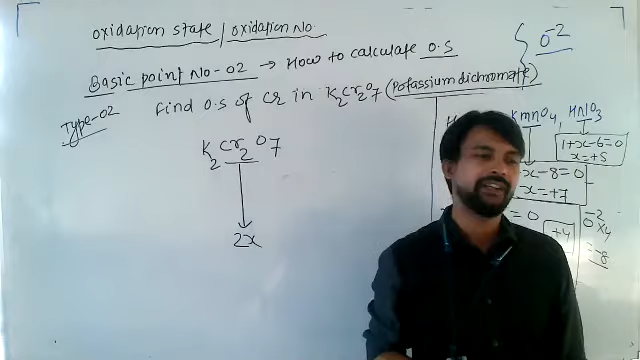 oxidation state / oxidation No.
Basic point No-02 → How to calculate O.S
O⁻²
Type-02
Find O.S of Cr in K₂Cr₂O₇ (Potassium dichromate)
K₂Cr₂O₇
2x
KmnO₄, HNO₃
1+x-6=0
x=+5
x-8=0
x=+7
= 0
+4
O⁻²
x4
=-8